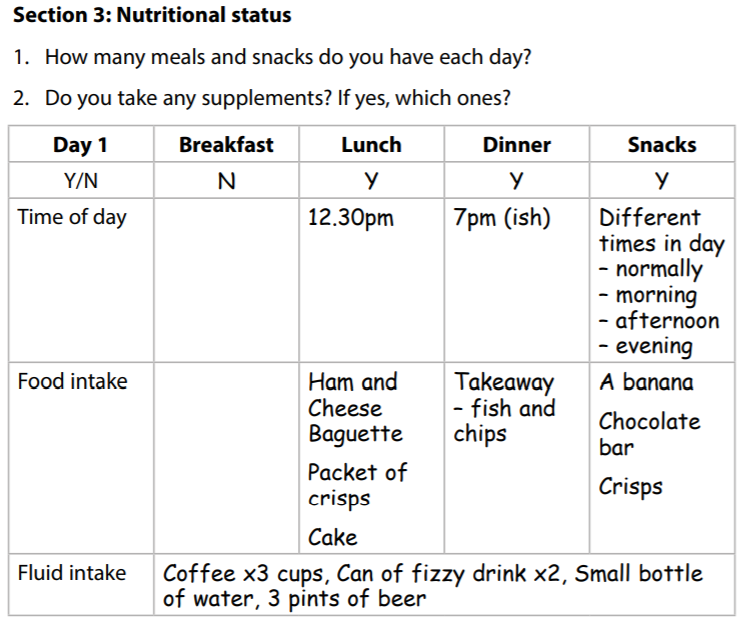 Section 3: Nutritional status
1. How many meals and snacks do you have each day?
2. Do you take any supplements? If yes, which ones?
Day 1 Breakfast Lunch Dinner Snacks
Y/N N Y Y Y
Time of day 12.30pm 7pm (ish) Different
times in day
– normally
– morning
– afternoon
– evening
Food intake Ham and Takeaway A banana
Cheese – fish and
Baguette chips Chocolate
bar
Packet of
crisps Crisps
Cake
Fluid intake Coffee x3 cups, Can of fizzy drink x2, Small bottle
of water, 3 pints of beer